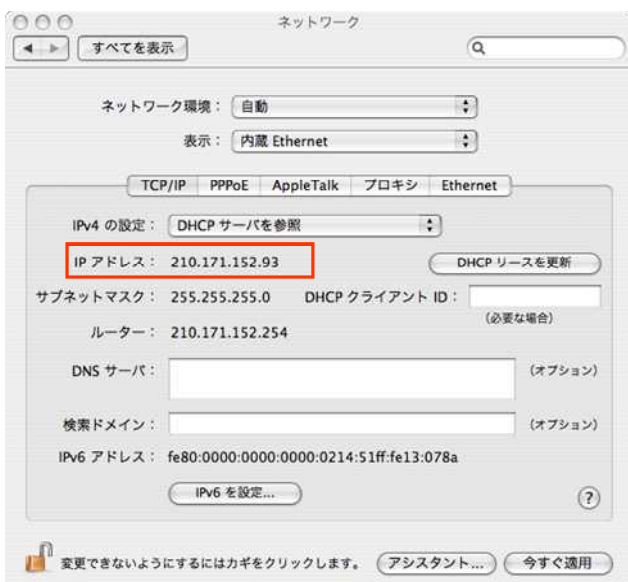 ネットワーク
すべてを表示
ネットワーク環境： 自動
表示： 内蔵 Ethernet
TCP/IP PPPoE AppleTalk プロキシ Ethernet
IPv4 の設定： DHCP サーバを参照
IP アドレス： 210.171.152.93 DHCP リースを更新
サブネットマスク： 255.255.255.0 DHCP クライアント ID：
(必要な場合)
ルーター： 210.171.152.254
DNS サーバ： (オプション)
検索ドメイン： (オプション)
IPv6 アドレス： fe80:0000:0000:0000:0214:51ff:fe13:078a
IPv6 を設定...
?
変更できないようにするにはカギをクリックします。 アシスタント... 今すぐ適用